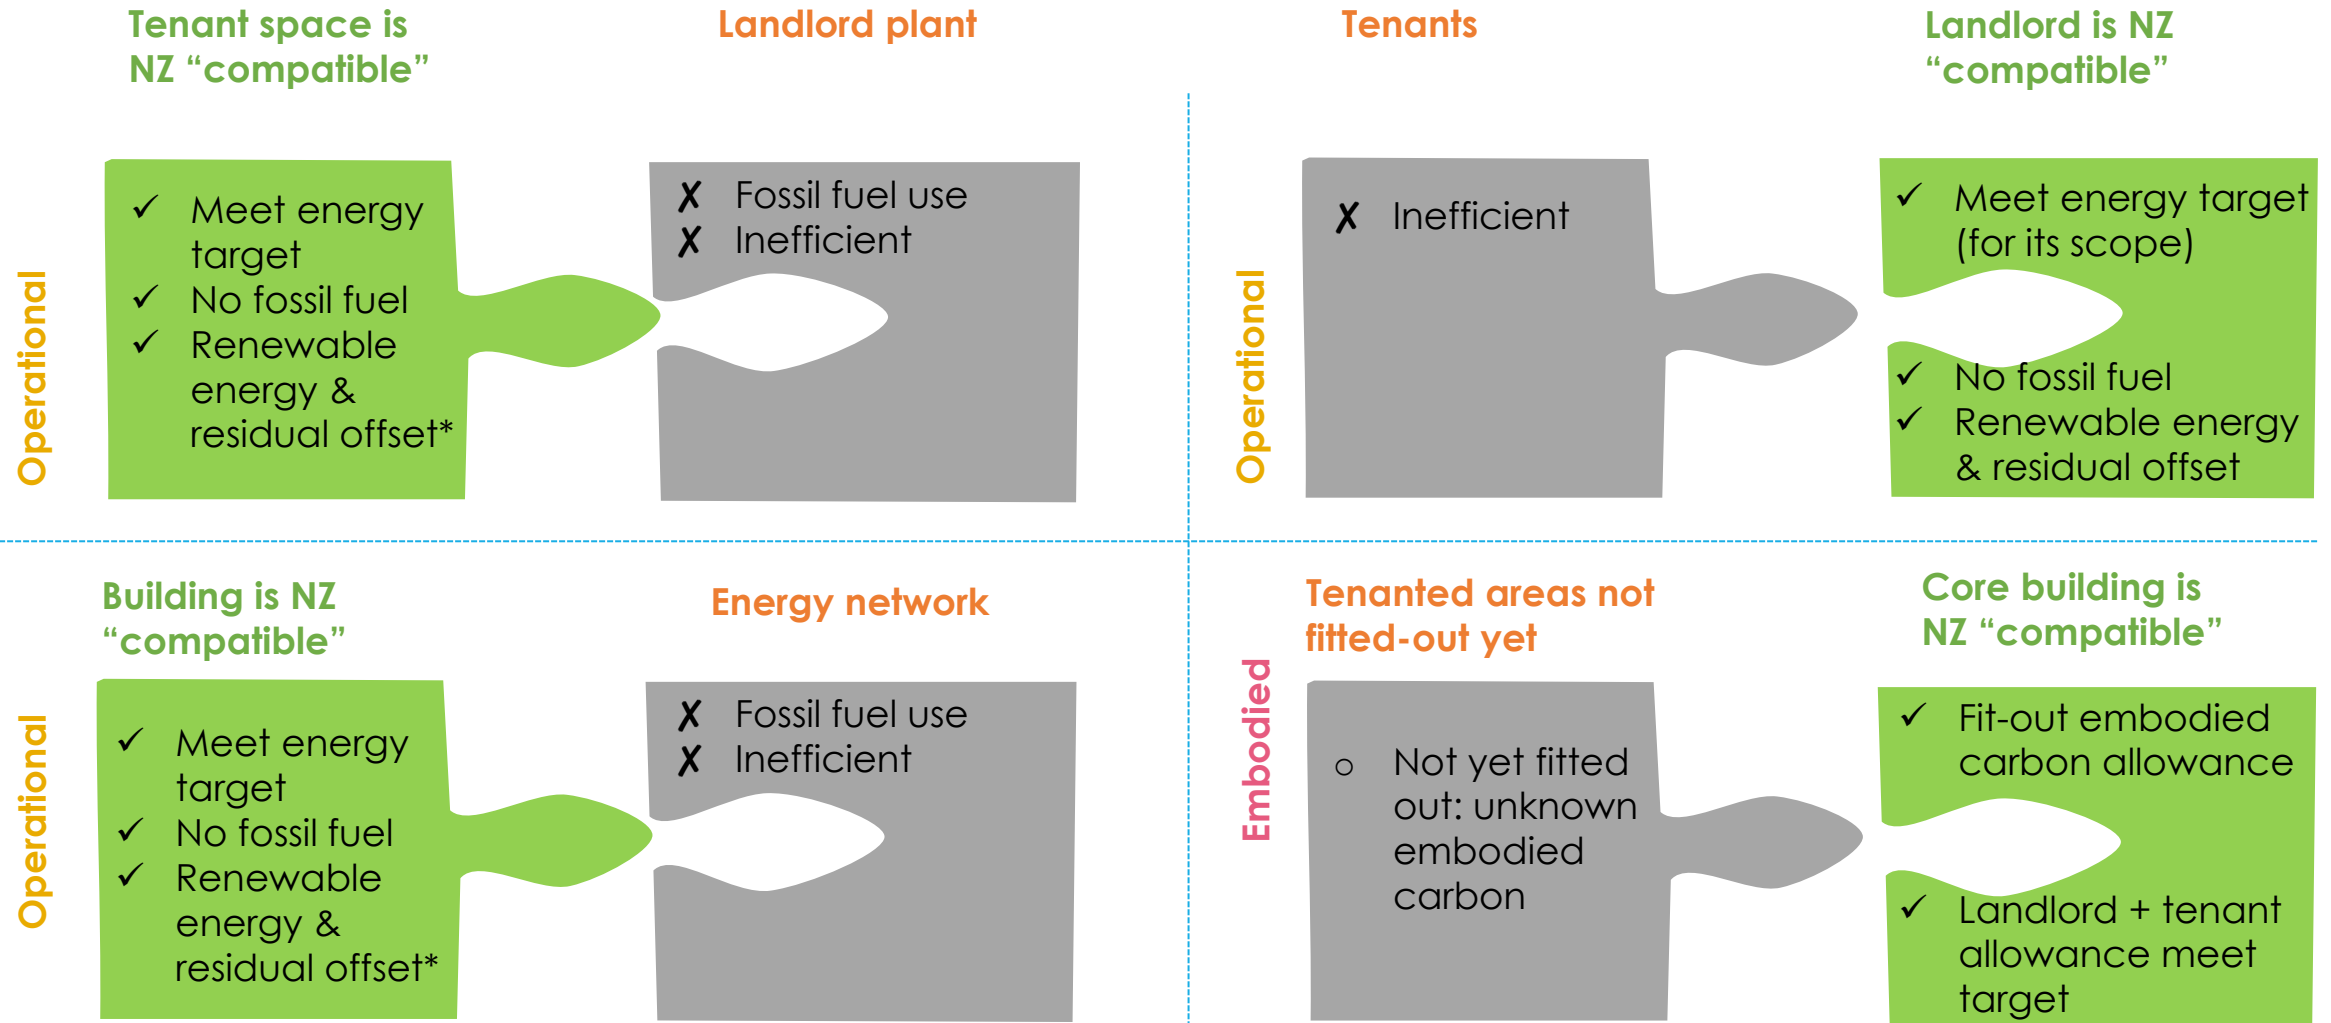 Tenant space is
NZ “compatible”
Landlord plant
Operational
✓ Meet energy
target
✓ No fossil fuel
✓ Renewable
energy &
residual offset*
✗ Fossil fuel use
✗ Inefficient
Tenants
Landlord is NZ
“compatible”
Operational
✗ Inefficient
✓ Meet energy target
(for its scope)
✓ No fossil fuel
✓ Renewable energy
& residual offset
Building is NZ
“compatible”
Energy network
Operational
✓ Meet energy
target
✓ No fossil fuel
✓ Renewable
energy &
residual offset*
✗ Fossil fuel use
✗ Inefficient
Tenanted areas not
fitted-out yet
Core building is
NZ “compatible”
Embodied
○ Not yet fitted
out: unknown
embodied
carbon
✓ Fit-out embodied
carbon allowance
✓ Landlord + tenant
allowance meet
target